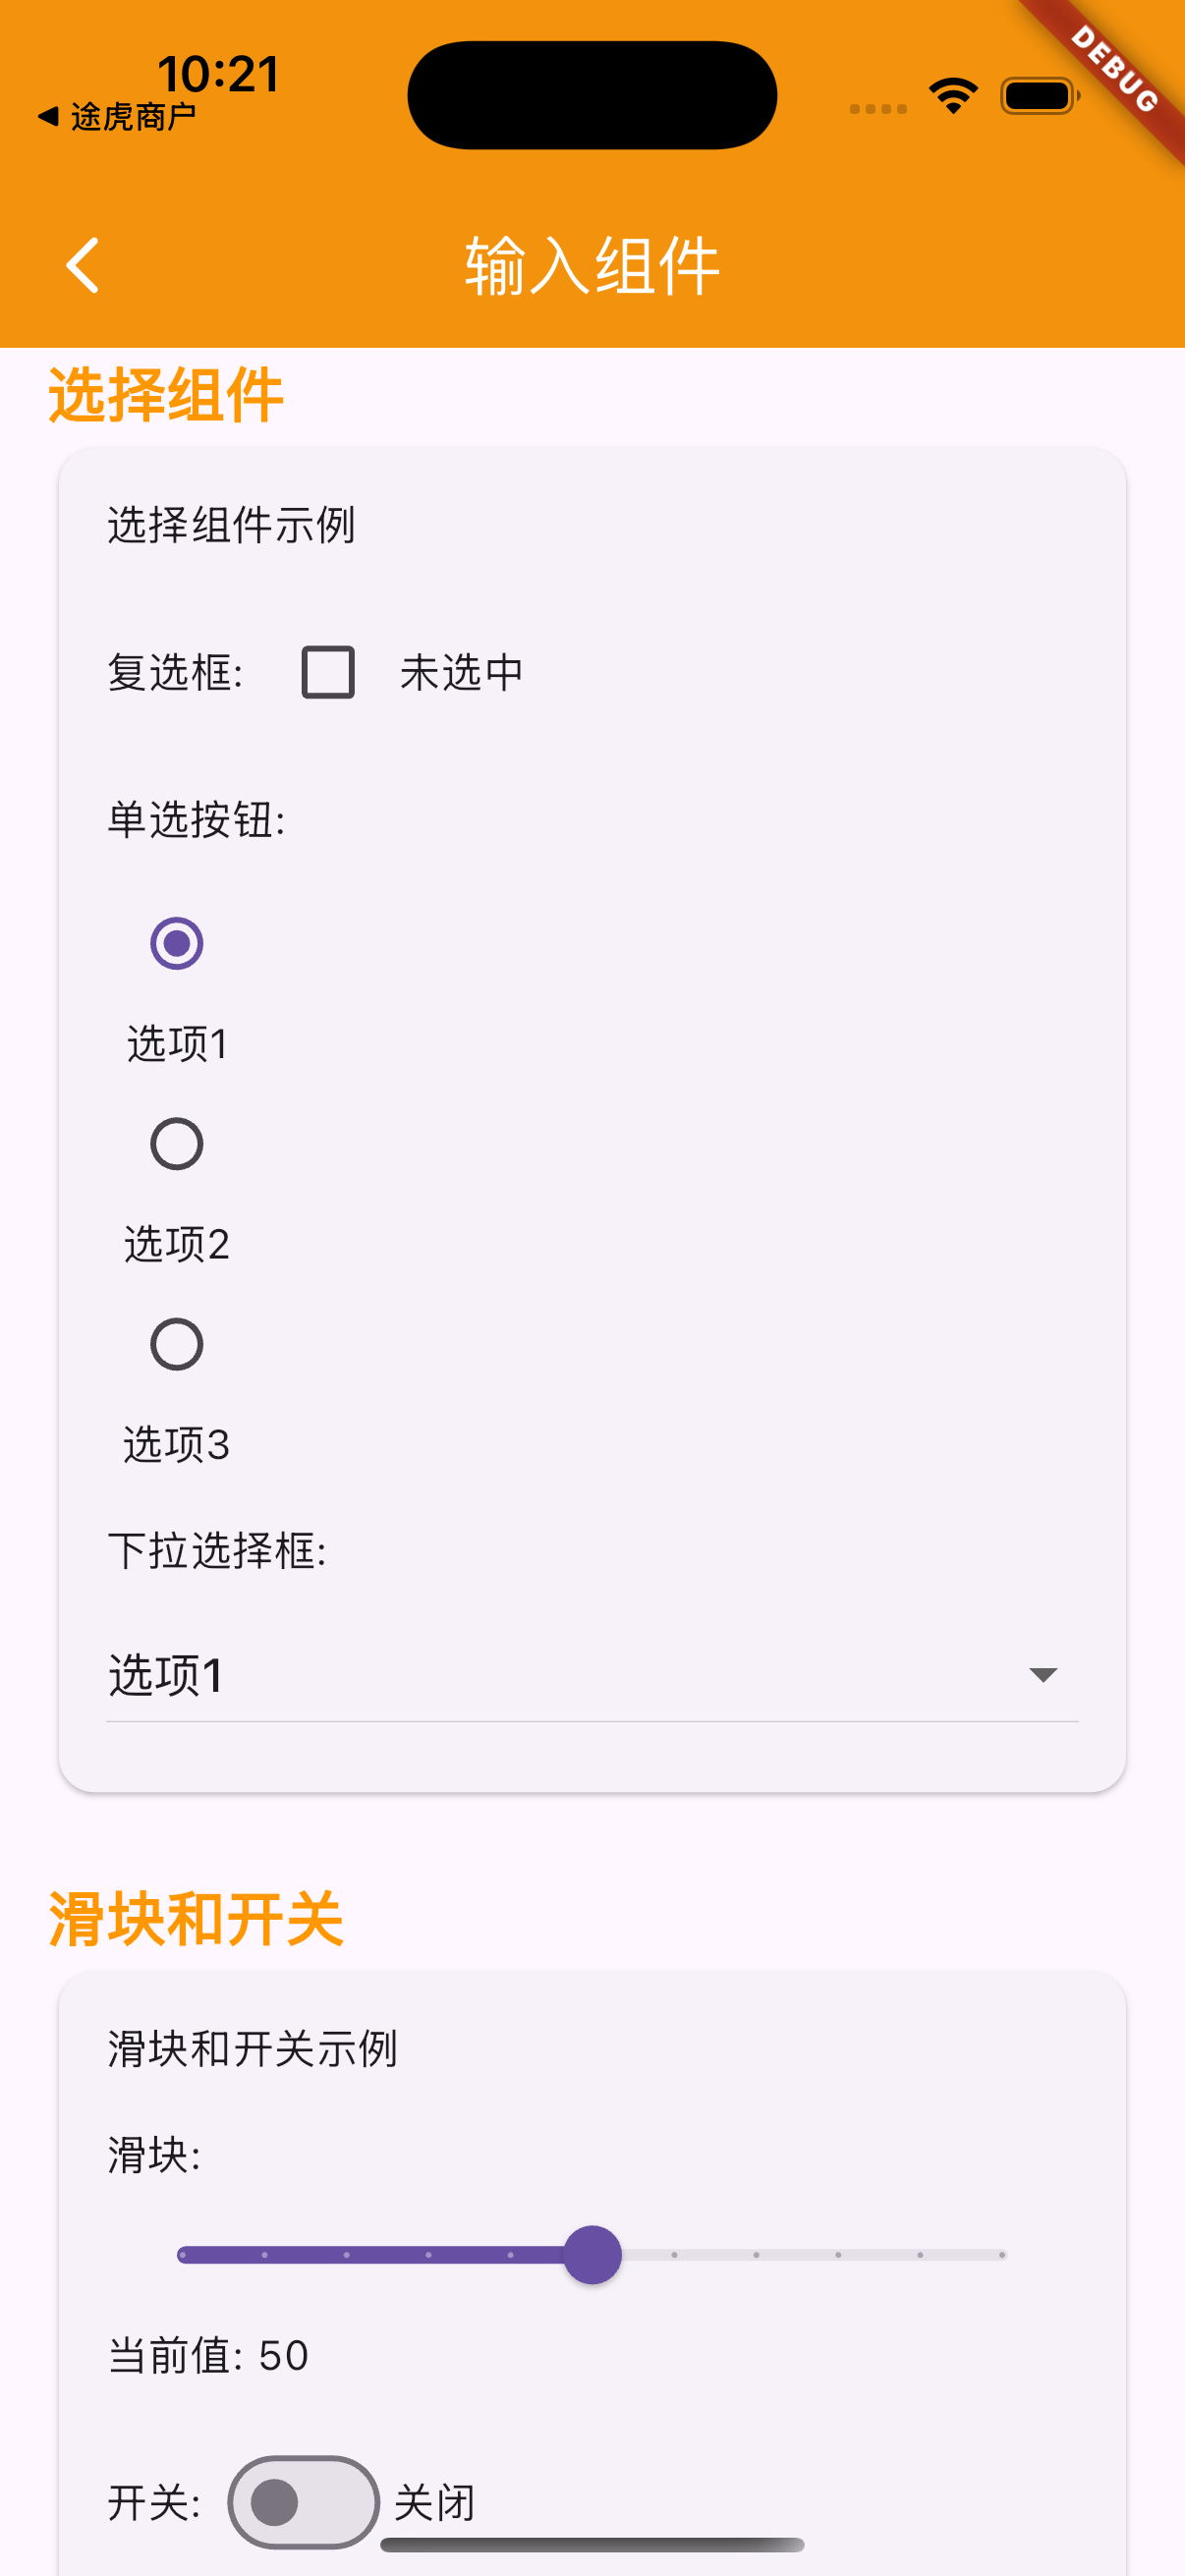 10:21
途虎商户
DEBUG
输入组件
选择组件
选择组件示例
复选框: 未选中
单选按钮:
选项1
选项2
选项3
下拉选择框:
选项1
滑块和开关
滑块和开关示例
滑块:
当前值: 50
开关: 关闭